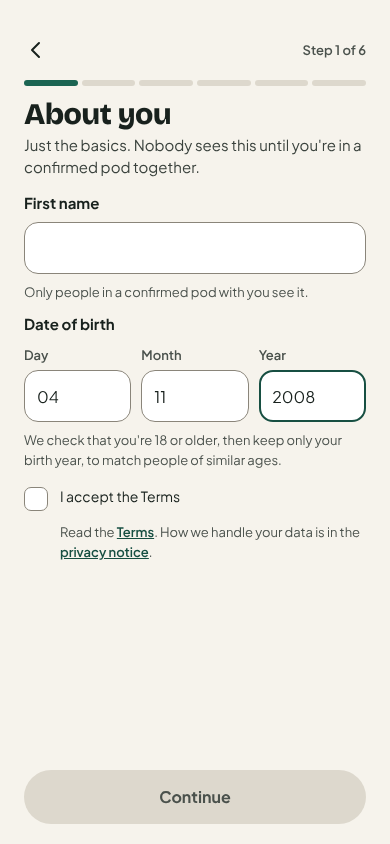 Step 1 of 6
About you
Just the basics. Nobody sees this until you're in a
confirmed pod together.
First name
Only people in a confirmed pod with you see it.
Date of birth
Day
Month
Year
04
11
2008
We check that you're 18 or older, then keep only your
birth year, to match people of similar ages.
I accept the Terms
Read the Terms. How we handle your data is in the
privacy notice.
Continue